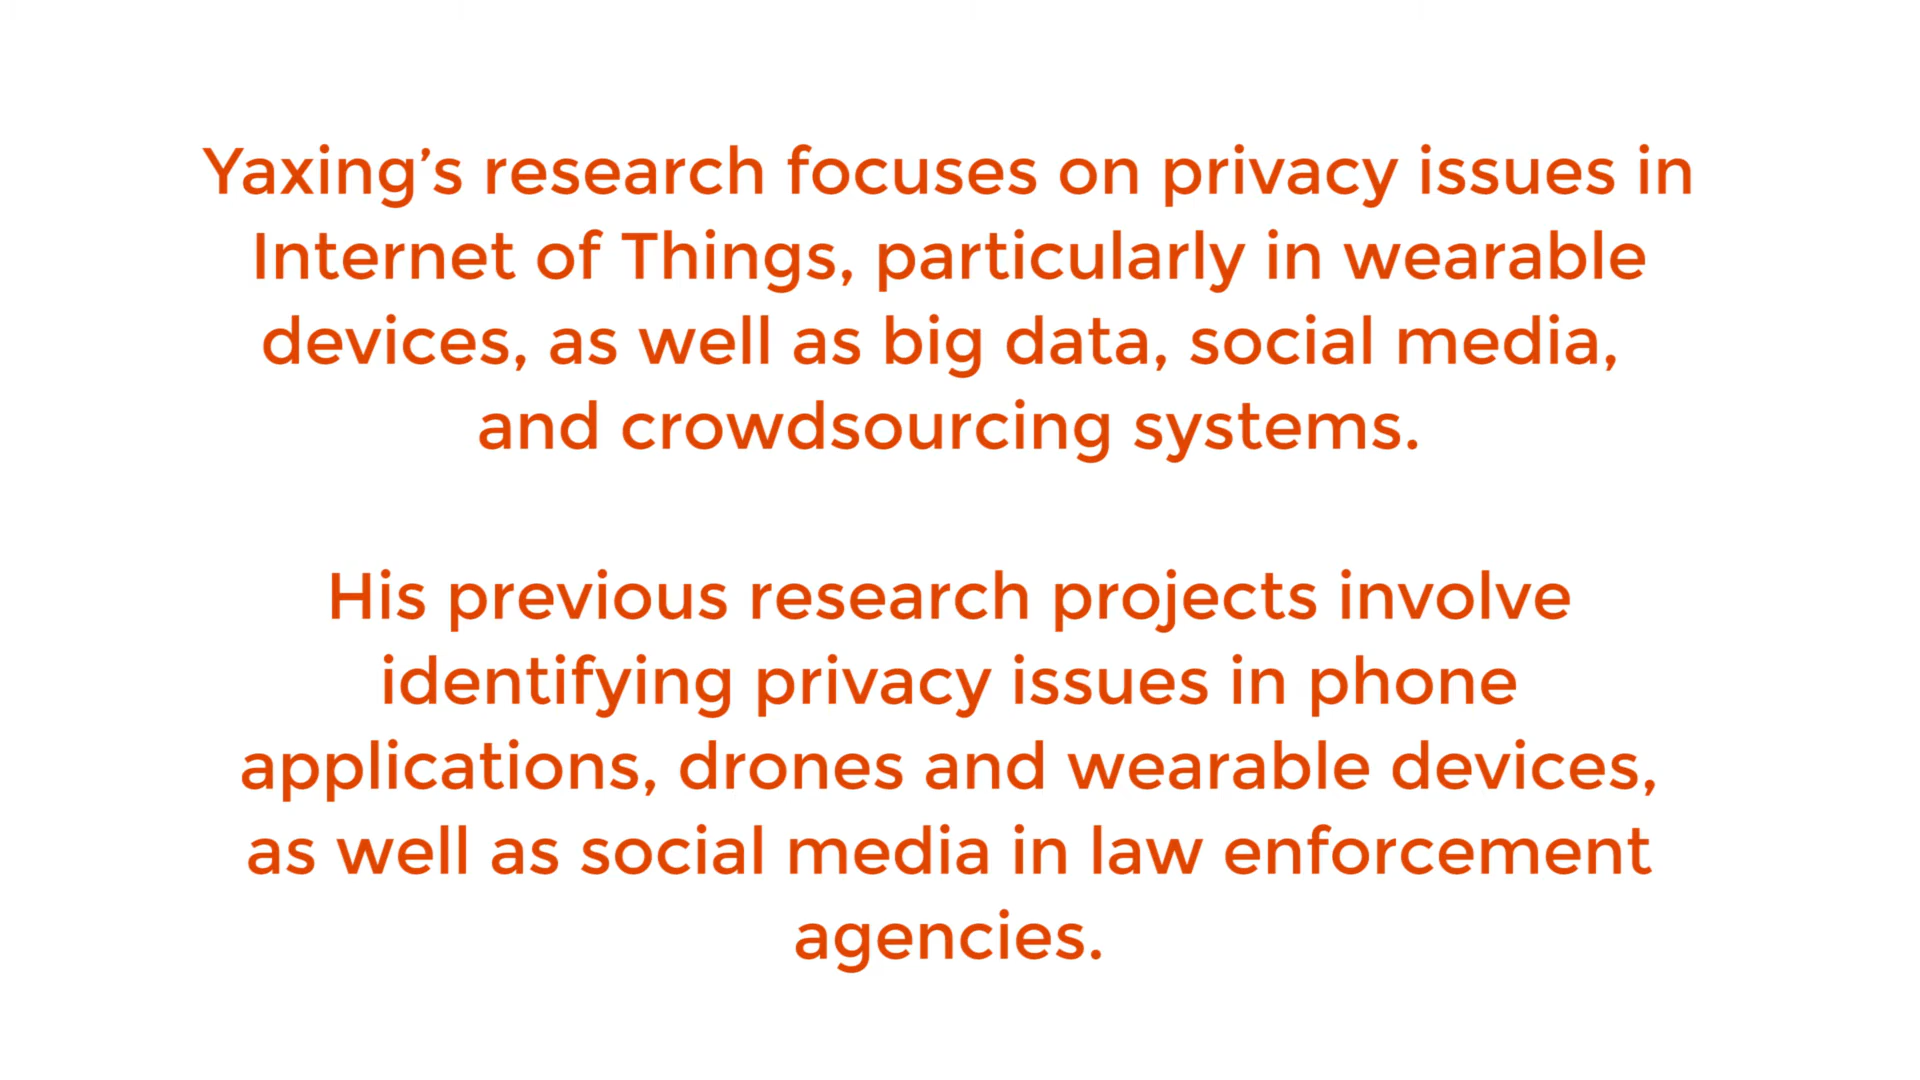 Yaxing’s research focuses on privacy issues in
Internet of Things, particularly in wearable
devices, as well as big data, social media,
and crowdsourcing systems.
His previous research projects involve
identifying privacy issues in phone
applications, drones and wearable devices,
as well as social media in law enforcement
agencies.